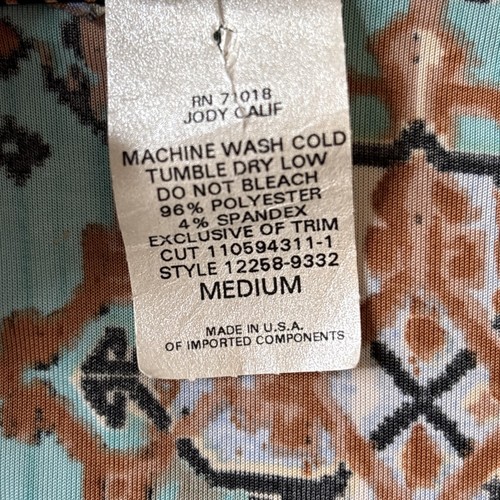 RN 71018
JODY CALIF
MACHINE WASH COLD
TUMBLE DRY LOW
DO NOT BLEACH
96% POLYESTER
4% SPANDEX
EXCLUSIVE OF TRIM
CUT 110594311-1
STYLE 12258-9332
MEDIUM
MADE IN U.S.A.
OF IMPORTED COMPONENTS